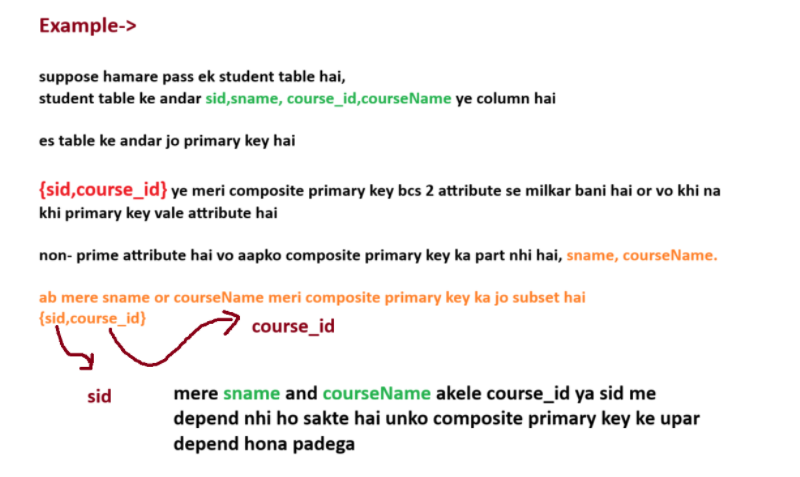 Example->
suppose hamare pass ek student table hai,
student table ke andar sid,sname, course_id,courseName ye column hai
es table ke andar jo primary key hai
{sid,course_id} ye meri composite primary key bcs 2 attribute se milkar bani hai or vo khi na
khi primary key vale attribute hai
non- prime attribute hai vo aapko composite primary key ka part nhi hai, sname, courseName.
ab mere sname or courseName meri composite primary key ka jo subset hai
{sid,course_id}
course_id
sid
mere sname and courseName akele course_id ya sid me
depend nhi ho sakte hai unko composite primary key ke upar
depend hona padega